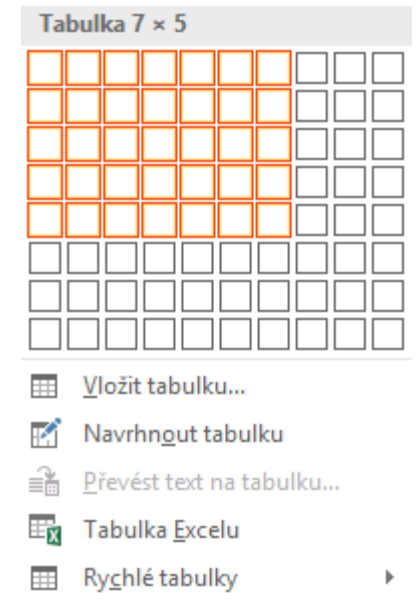 Tabulka 7 × 5
Vložit tabulku...
Navrhnout tabulku
Převést text na tabulku...
Tabulka Excelu
Rychlé tabulky